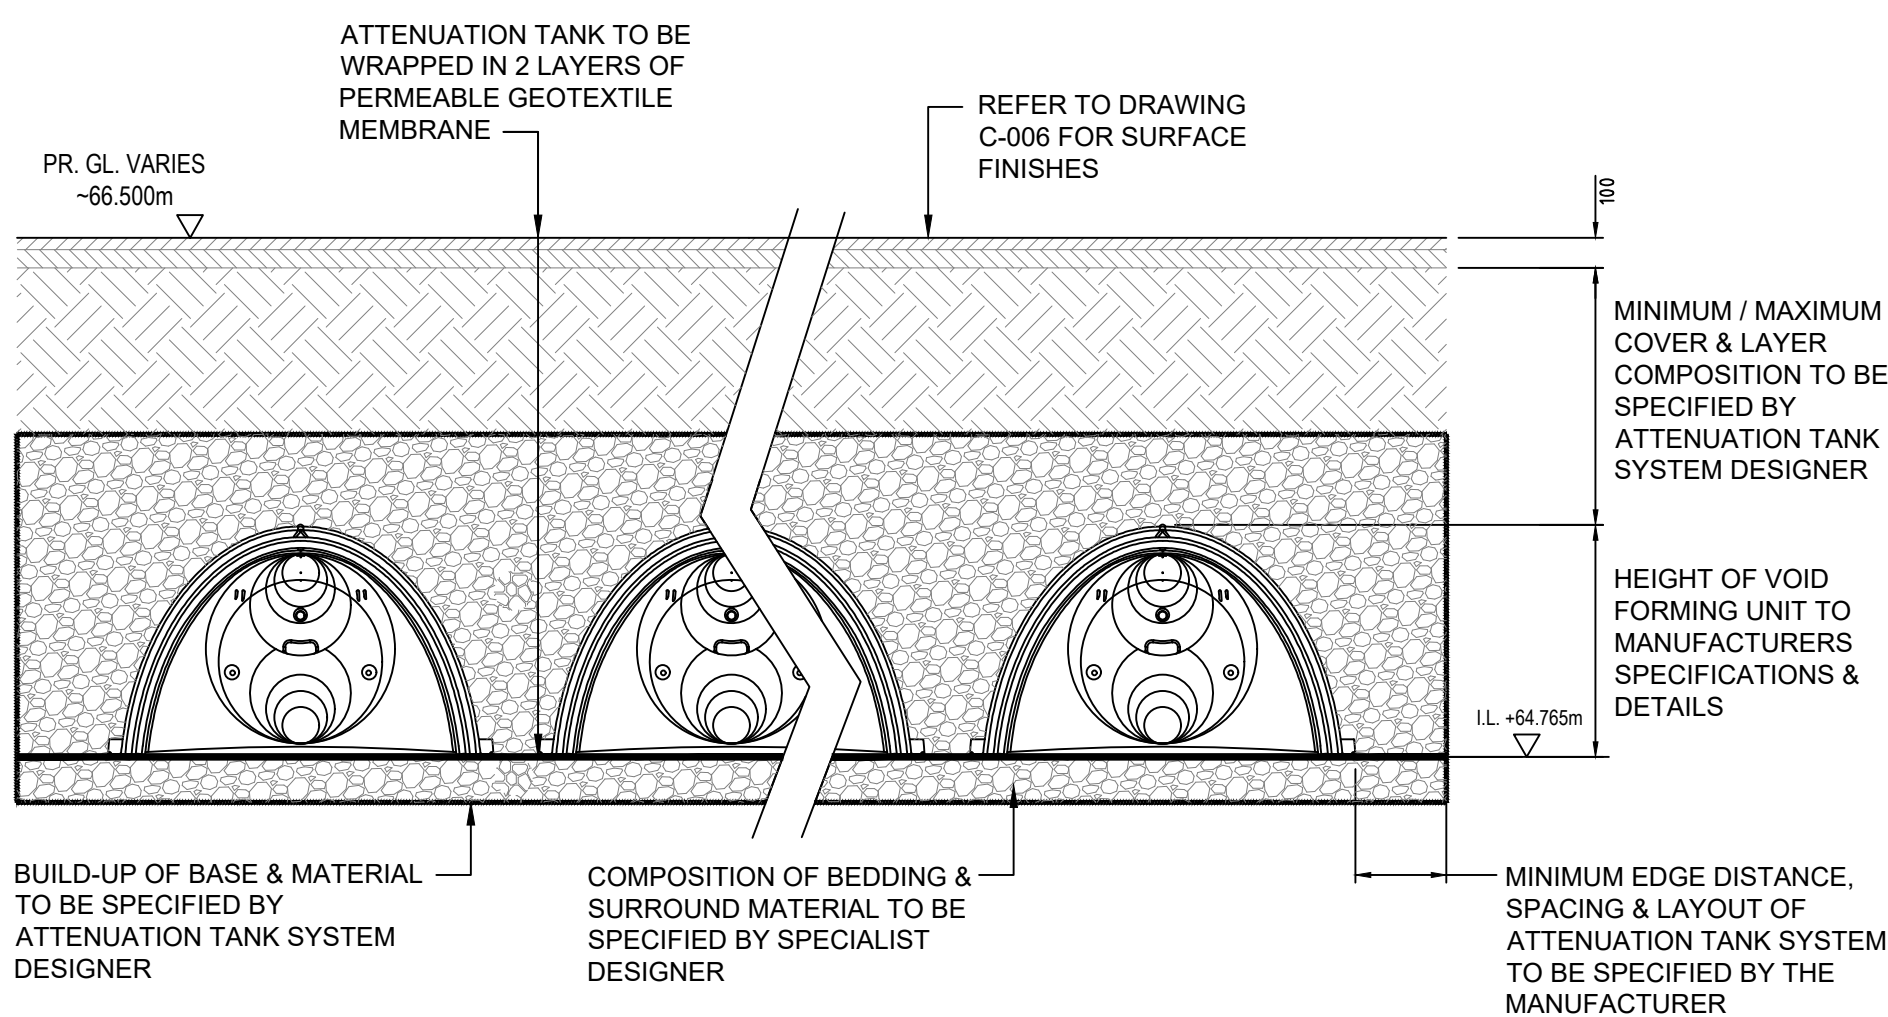 ATTENUATION TANK TO BE
WRAPPED IN 2 LAYERS OF
PERMEABLE GEOTEXTILE
MEMBRANE
REFER TO DRAWING
C-006 FOR SURFACE
FINISHES
PR. GL. VARIES
~66.500m
100
MINIMUM / MAXIMUM
COVER & LAYER
COMPOSITION TO BE
SPECIFIED BY
ATTENUATION TANK
SYSTEM DESIGNER
HEIGHT OF VOID
FORMING UNIT TO
MANUFACTURERS
SPECIFICATIONS &
DETAILS
I.L. +64.765m
BUILD-UP OF BASE & MATERIAL
TO BE SPECIFIED BY
ATTENUATION TANK SYSTEM
DESIGNER
COMPOSITION OF BEDDING &
SURROUND MATERIAL TO BE
SPECIFIED BY SPECIALIST
DESIGNER
MINIMUM EDGE DISTANCE,
SPACING & LAYOUT OF
ATTENUATION TANK SYSTEM
TO BE SPECIFIED BY THE
MANUFACTURER